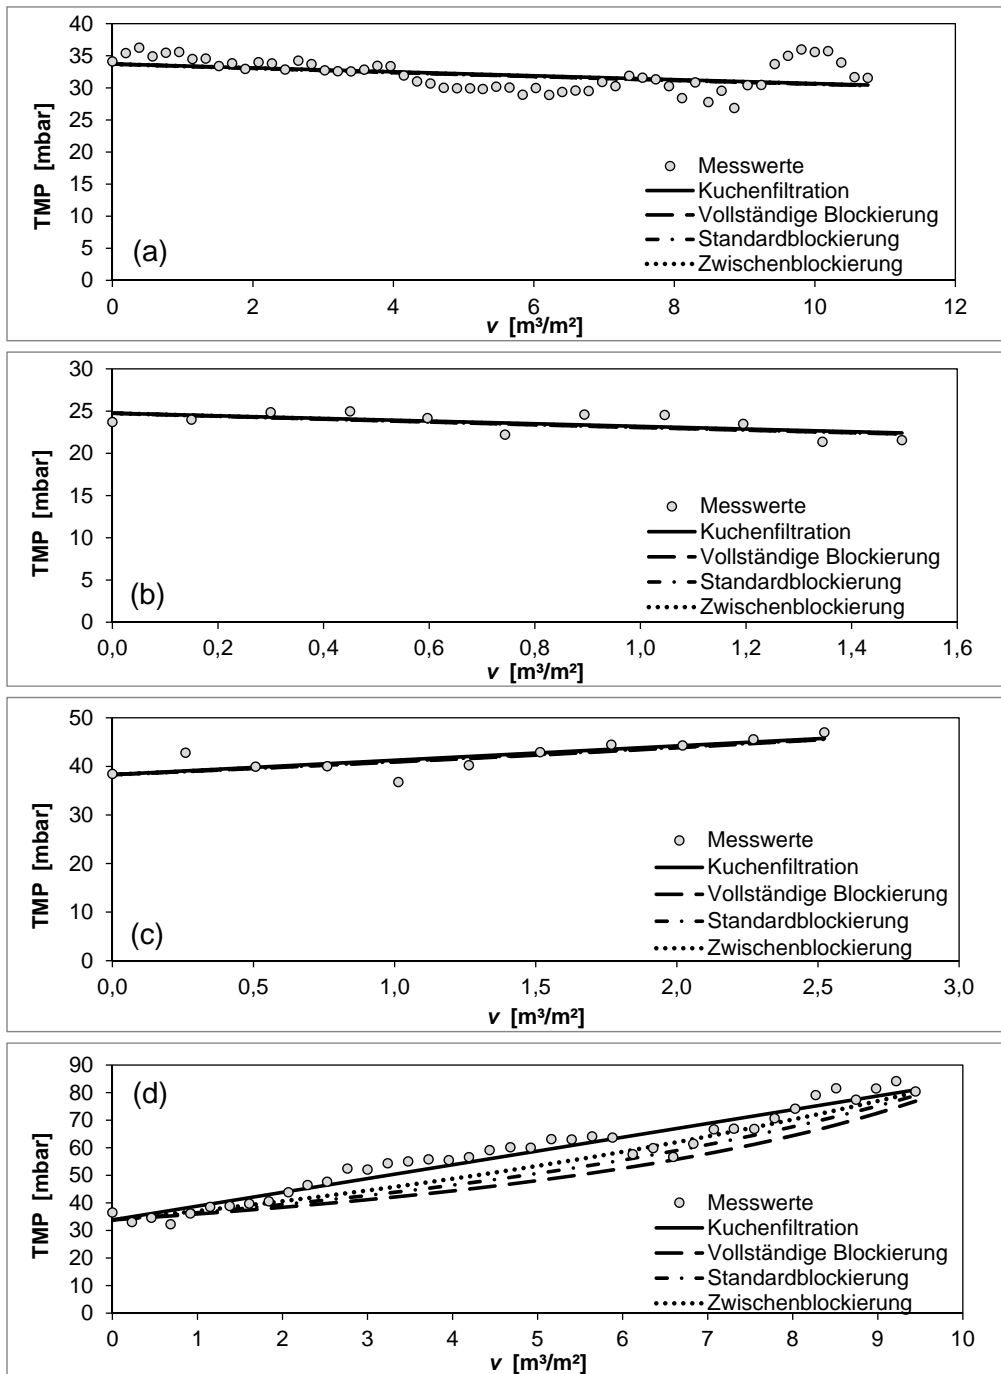 40
35
30
25
20
15
10
5
0
TMP [mbar]
(a)
Messwerte
Kuchenfiltration
Vollständige Blockierung
Standardblockierung
Zwischenblockierung
0 2 4 6 8 10 12
v [m³/m²]
30
25
20
15
10
5
0
TMP [mbar]
(b)
Messwerte
Kuchenfiltration
Vollständige Blockierung
Standardblockierung
Zwischenblockierung
0,0 0,2 0,4 0,6 0,8 1,0 1,2 1,4 1,6
v [m³/m²]
50
40
30
20
10
0
TMP [mbar]
(c)
Messwerte
Kuchenfiltration
Vollständige Blockierung
Standardblockierung
Zwischenblockierung
0,0 0,5 1,0 1,5 2,0 2,5 3,0
v [m³/m²]
90
80
70
60
50
40
30
20
10
0
TMP [mbar]
(d)
Messwerte
Kuchenfiltration
Vollständige Blockierung
Standardblockierung
Zwischenblockierung
0 1 2 3 4 5 6 7 8 9 10
v [m³/m²]